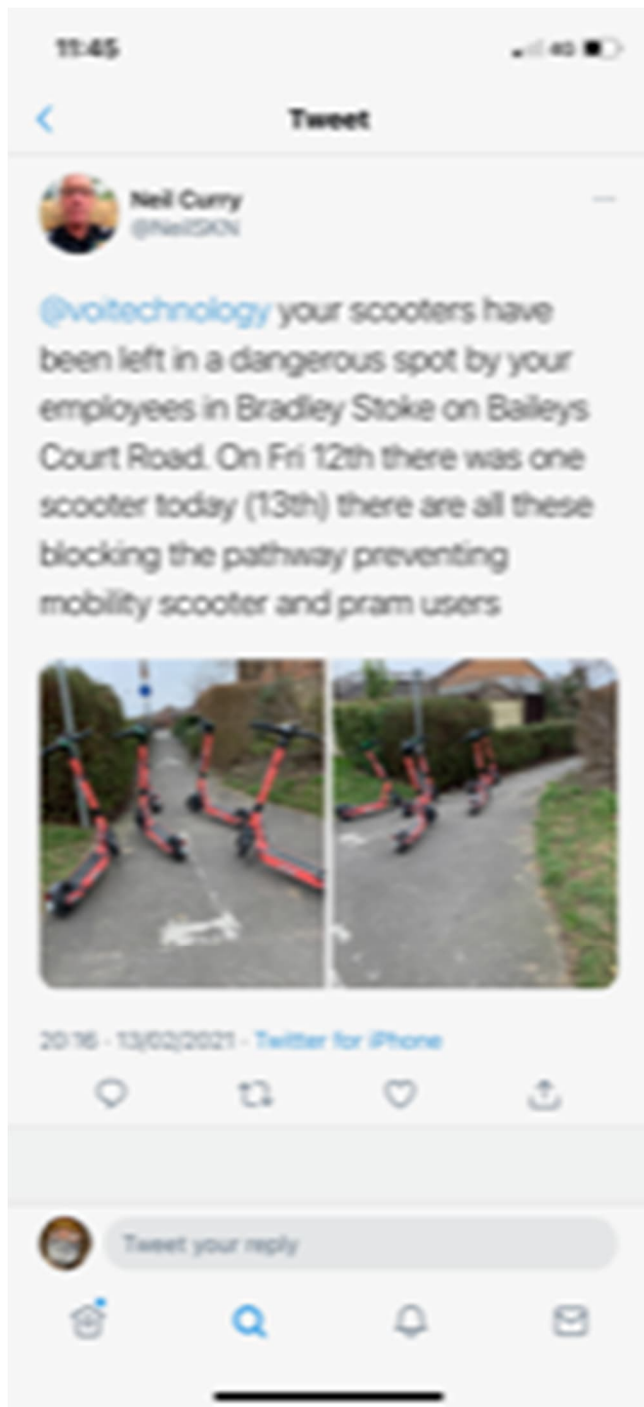 11:45
4G
Tweet
Neil Curry
@NeilSKN
@voitechnology your scooters have
been left in a dangerous spot by your
employees in Bradley Stoke on Baileys
Court Road. On Fri 12th there was one
scooter today (13th) there are all these
blocking the pathway preventing
mobility scooter and pram users
20:16 · 13/02/2021 · Twitter for iPhone
Tweet your reply